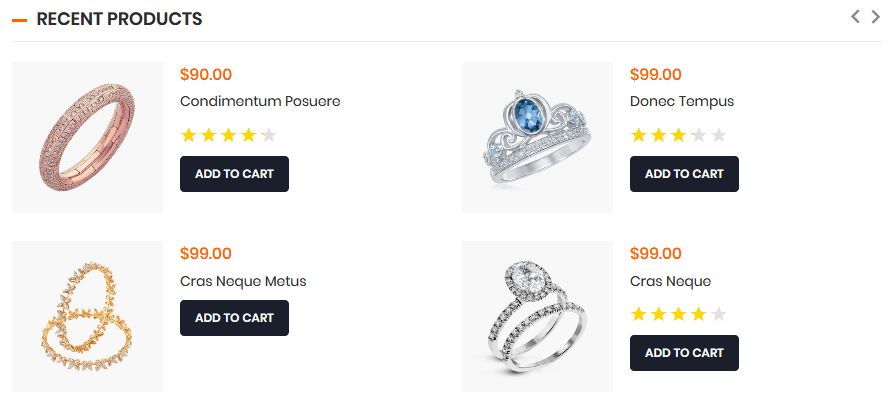 RECENT PRODUCTS
$90.00
Condimentum Posuere
ADD TO CART
$99.00
Donec Tempus
ADD TO CART
$99.00
Cras Neque Metus
ADD TO CART
$99.00
Cras Neque
ADD TO CART